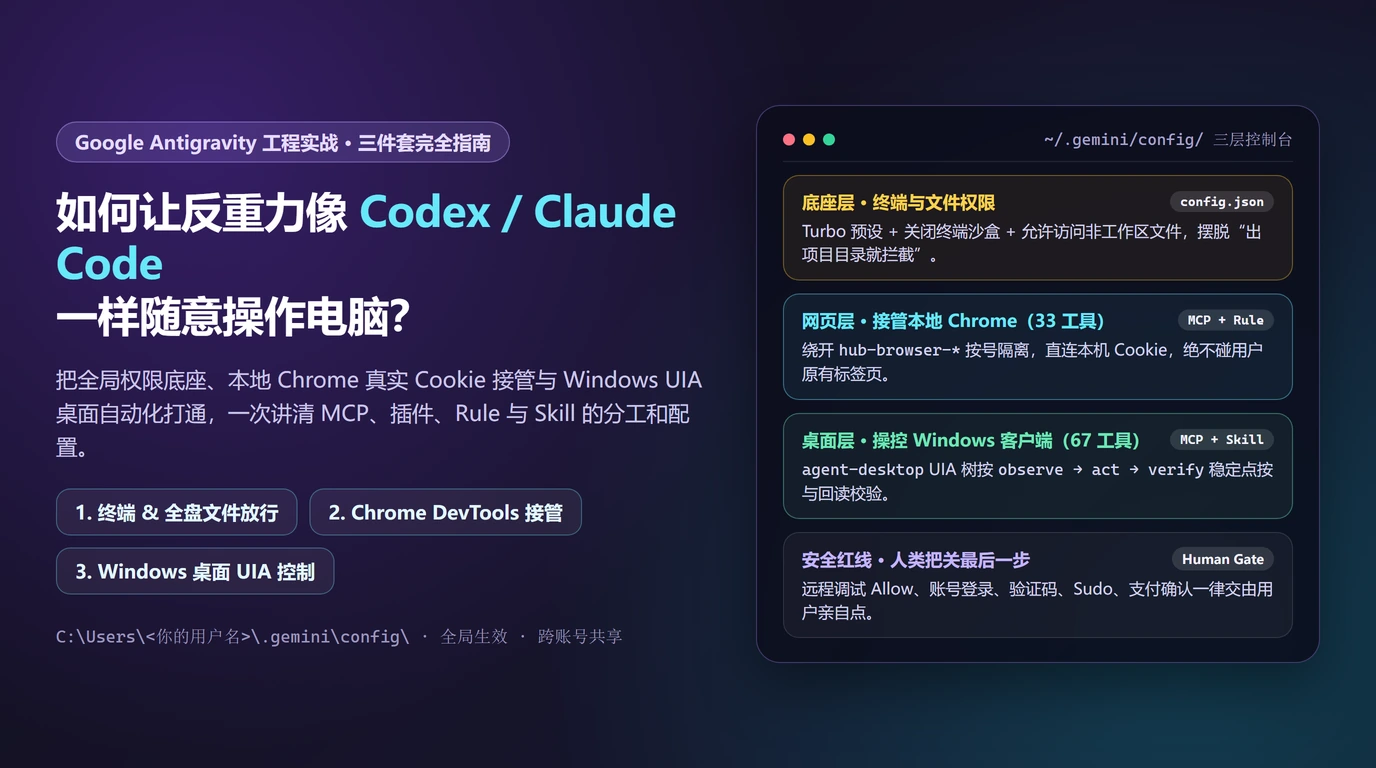 Google Antigravity 工程实战 • 三件套完全指南
如何让反重力像 Codex / Claude
Code
一样随意操作电脑？
把全局权限底座、本地 Chrome 真实 Cookie 接管与 Windows UIA
桌面自动化打通，一次讲清 MCP、插件、Rule 与 Skill 的分工和配
置。
1. 终端 & 全盘文件放行
2. Chrome DevTools 接管
3. Windows 桌面 UIA 控制
C:\Users\<你的用户名>\.gemini\config\ · 全局生效 · 跨账号共享
~/.gemini/config/ 三层控制台
底座层 • 终端与文件权限
config.json
Turbo 预设 + 关闭终端沙盒 + 允许访问非工作区文件，摆脱“出
项目目录就拦截”。
网页层 • 接管本地 Chrome（33 工具）
MCP + Rule
绕开 hub-browser-* 按号隔离，直连本机 Cookie，绝不碰用户
原有标签页。
桌面层 • 操控 Windows 客户端（67 工具）
MCP + Skill
agent-desktop UIA 树按 observe → act → verify 稳定点按
与回读校验。
安全红线 • 人类把关最后一步
Human Gate
远程调试 Allow、账号登录、验证码、Sudo、支付确认一律交由用
户亲自点。